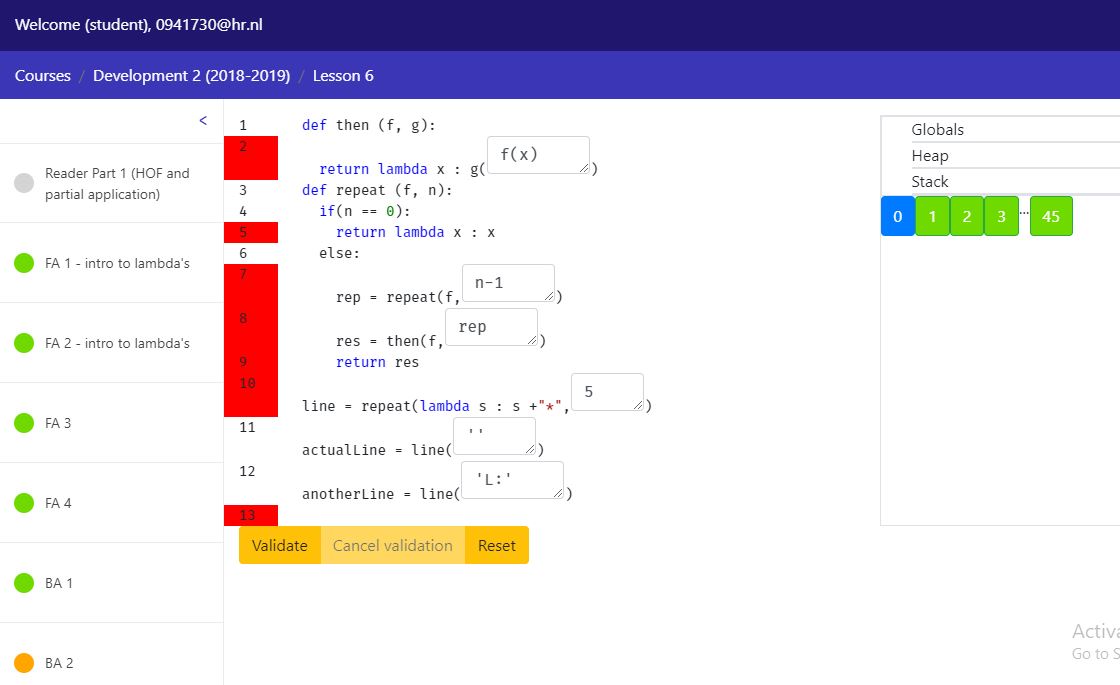 Welcome (student), 0941730@hr.nl
Courses / Development 2 (2018-2019) / Lesson 6
<
Reader Part 1 (HOF and
partial application)
FA 1 - intro to lambda's
FA 2 - intro to lambda's
FA 3
FA 4
BA 1
BA 2
1 def then (f, g):
2 return lambda x : g(f(x))
3 def repeat (f, n):
4 if(n == 0):
5 return lambda x : x
6 else:
7 rep = repeat(f,n-1)
8 res = then(f,rep)
9 return res
10 line = repeat(lambda s : s +"*",5)
11 actualLine = line('')
12 anotherLine = line('L:')
13
Validate Cancel validation Reset
Globals
Heap
Stack
0 1 2 3 ... 45
Go to